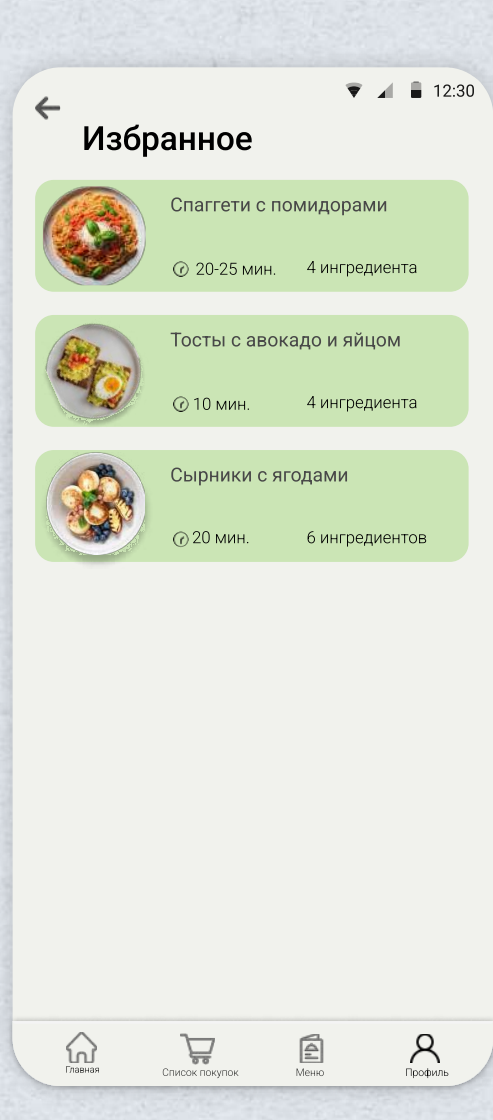 12:30
Избранное
Спаггети с помидорами
20-25 мин.
4 ингредиента
Тосты с авокадо и яйцом
10 мин.
4 ингредиента
Сырники с ягодами
20 мин.
6 ингредиентов
Главная
Список покупок
Меню
Профиль